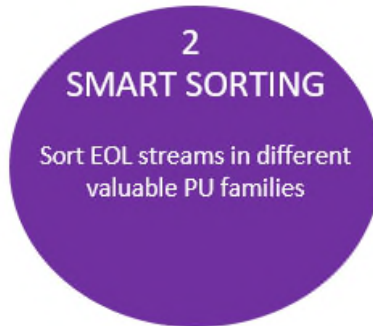 2
SMART SORTING
Sort EOL streams in different
valuable PU families